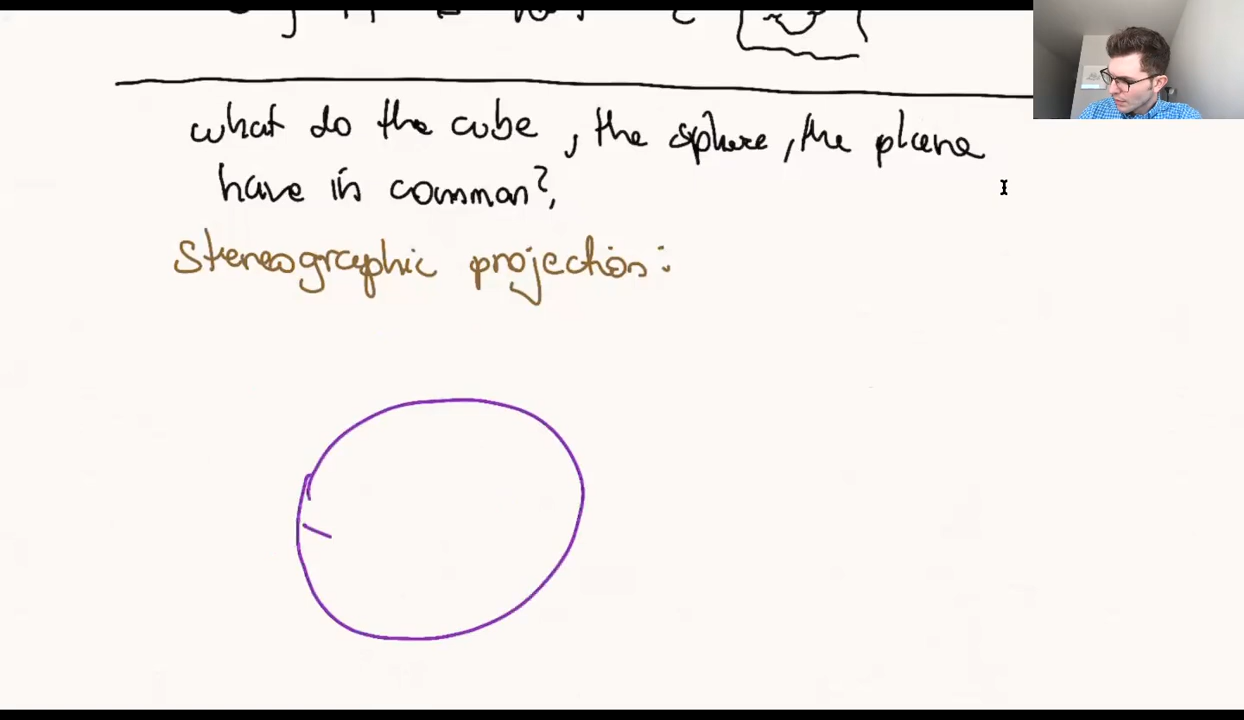 what do the cube, the sphere, the plane
have in common?,
Stereographic projection: